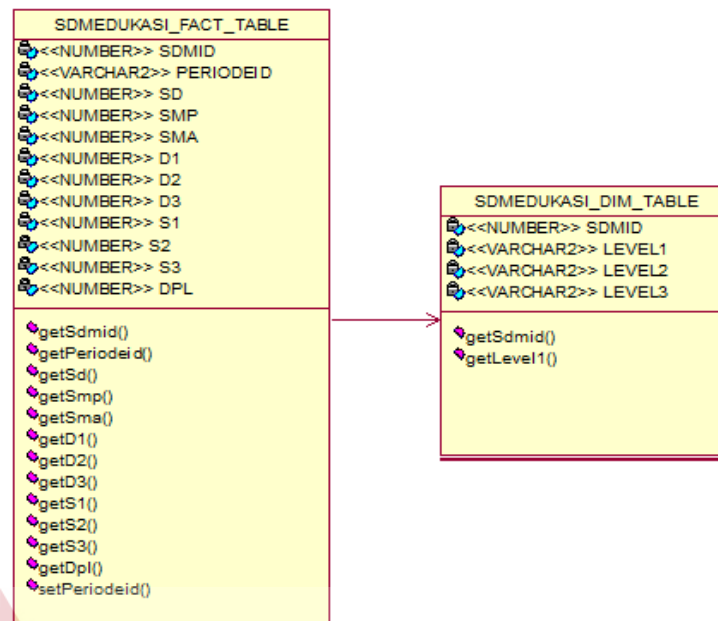 SDMEDUKASI_FACT_TABLE
<<NUMBER>> SDMID
<<VARCHAR2>> PERIODEID
<<NUMBER>> SD
<<NUMBER>> SMP
<<NUMBER>> SMA
<<NUMBER>> D1
<<NUMBER>> D2
<<NUMBER>> D3
<<NUMBER>> S1
<<NUMBER> S2
<<NUMBER>> S3
<<NUMBER>> DPL
getSdmid()
getPeriodeid()
getSd()
getSmp()
getSma()
getD1()
getD2()
getD3()
getS1()
getS2()
getS3()
getDpl()
setPeriodeid()
SDMEDUKASI_DIM_TABLE
<<NUMBER>> SDMID
<<VARCHAR2>> LEVEL1
<<VARCHAR2>> LEVEL2
<<VARCHAR2>> LEVEL3
getSdmid()
getLevel1()